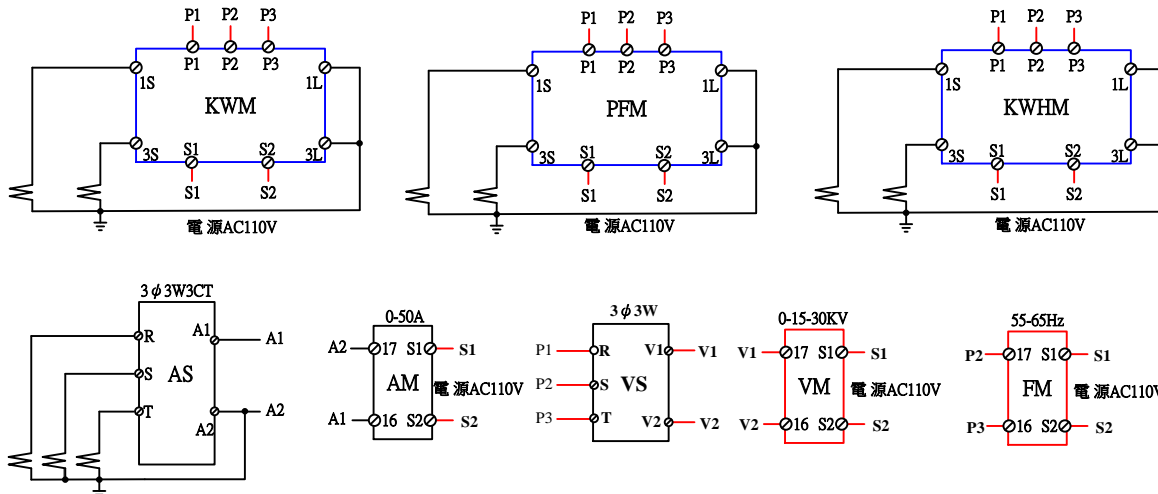 P1 P2 P3
P1 P2 P3
1S 1L
KWM
3S S1 S2 3L
S1 S2
電 源AC110V
P1 P2 P3
P1 P2 P3
1S 1L
PFM
3S S1 S2 3L
S1 S2
電 源AC110V
P1 P2 P3
P1 P2 P3
1S 1L
KWHM
3S S1 S2 3L
S1 S2
電 源AC110V
3φ3W3CT
R A1 A1
S AS
T A2 A2
0-50A
A2 17 S1 S1
AM 電 源AC110V
A1 16 S2 S2
3φ3W
P1 R V1 V1
P2 S VS
P3 T V2 V2
0-15-30KV
V1 17 S1 S1
VM 電 源AC110V
V2 16 S2 S2
55-65Hz
P2 17 S1 S1
FM 電 源AC110V
P3 16 S2 S2